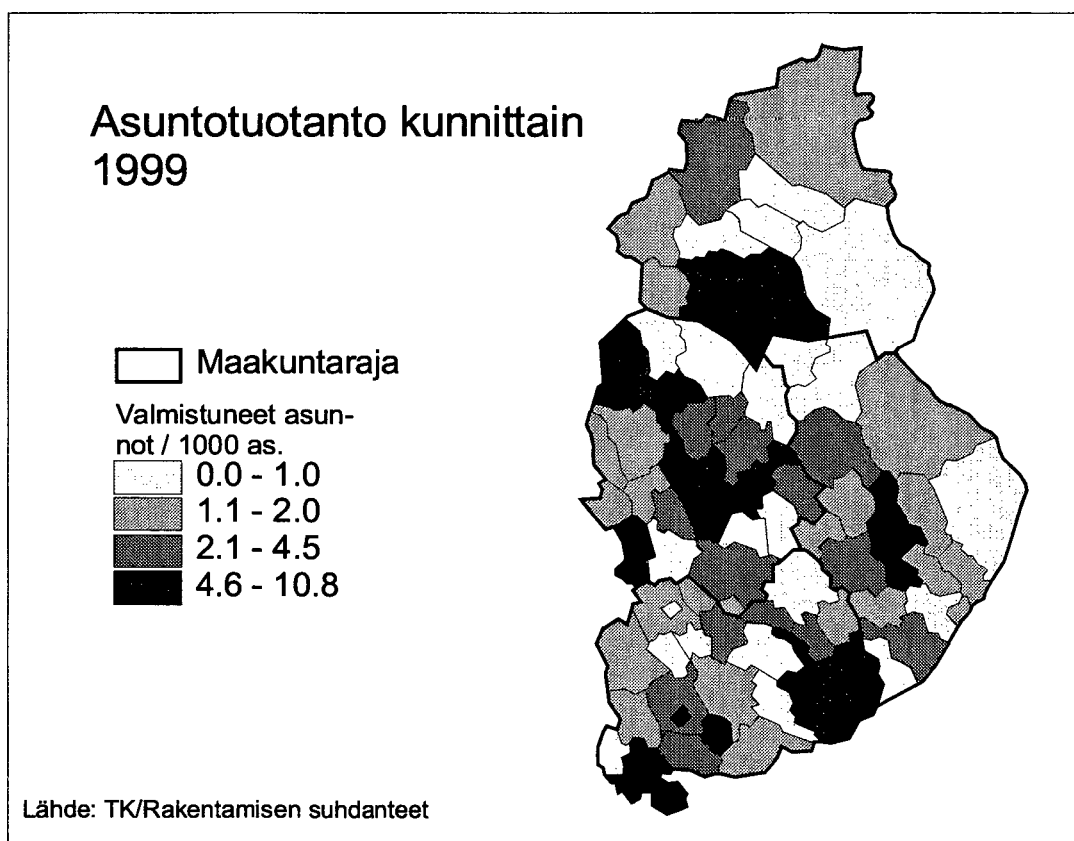 Asuntotuotanto kunnittain
1999
Maakuntaraja
Valmistuneet asun-
not / 1000 as.
0.0 - 1.0
1.1 - 2.0
2.1 - 4.5
4.6 - 10.8
Lähde: TK/Rakentamisen suhdanteet